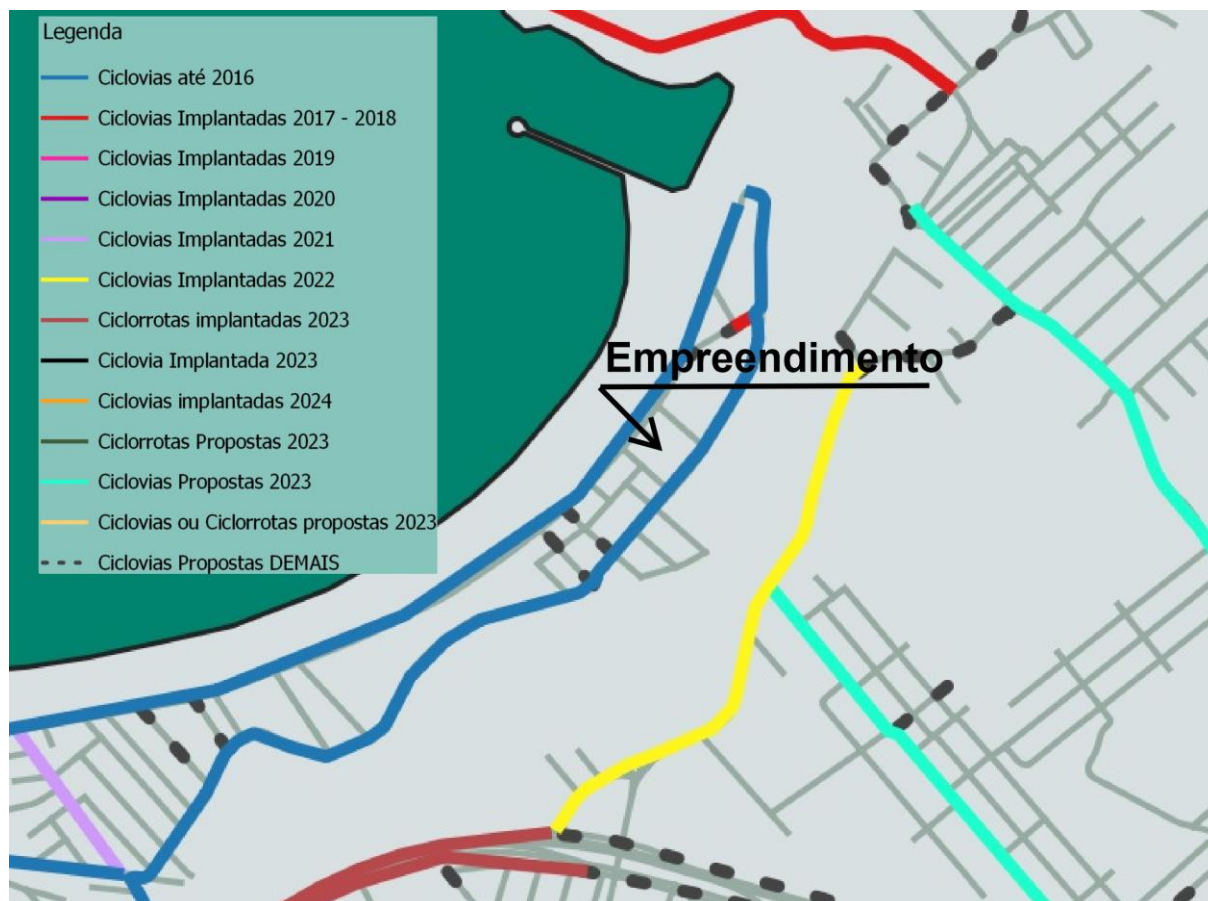 Legenda
Ciclovias até 2016
Ciclovias Implantadas 2017 - 2018
Ciclovias Implantadas 2019
Ciclovias Implantadas 2020
Ciclovias Implantadas 2021
Ciclovias Implantadas 2022
Ciclorrotas implantadas 2023
Ciclovia Implantada 2023
Ciclovias implantadas 2024
Ciclorrotas Propostas 2023
Ciclovias Propostas 2023
Ciclovias ou Ciclorrotas propostas 2023
Ciclovias Propostas DEMAIS
Empreendimento